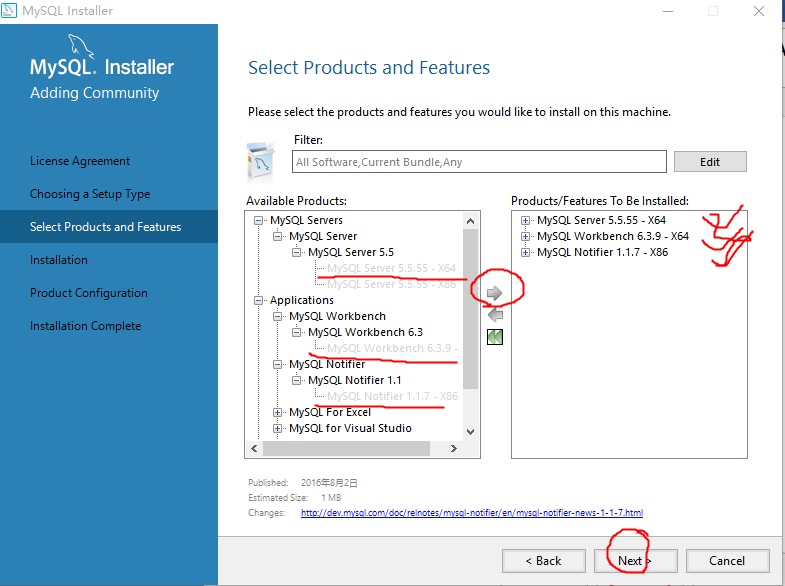 MySQL Installer
MySQL. Installer
Adding Community
License Agreement
Choosing a Setup Type
Select Products and Features
Installation
Product Configuration
Installation Complete
Select Products and Features
Please select the products and features you would like to install on this machine.
Filter:
All Software,Current Bundle,Any
Edit
Available Products:
MySQL Servers
MySQL Server
MySQL Server 5.5
MySQL Server 5.5.55 - X64
MySQL Server 5.5.55 - X86
Applications
MySQL Workbench
MySQL Workbench 6.3
MySQL Workbench 6.3.9 -
MySQL Notifier
MySQL Notifier 1.1
MySQL Notifier 1.1.7 - X86
MySQL For Excel
MySQL for Visual Studio
Products/Features To Be Installed:
MySQL Server 5.5.55 - X64
MySQL Workbench 6.3.9 - X64
MySQL Notifier 1.1.7 - X86
Published: 2016年8月2日
Estimated Size: 1 MB
Changes: http://dev.mysql.com/doc/relnotes/mysql-notifier/en/mysql-notifier-news-1-1-7.html
< Back
Next >
Cancel